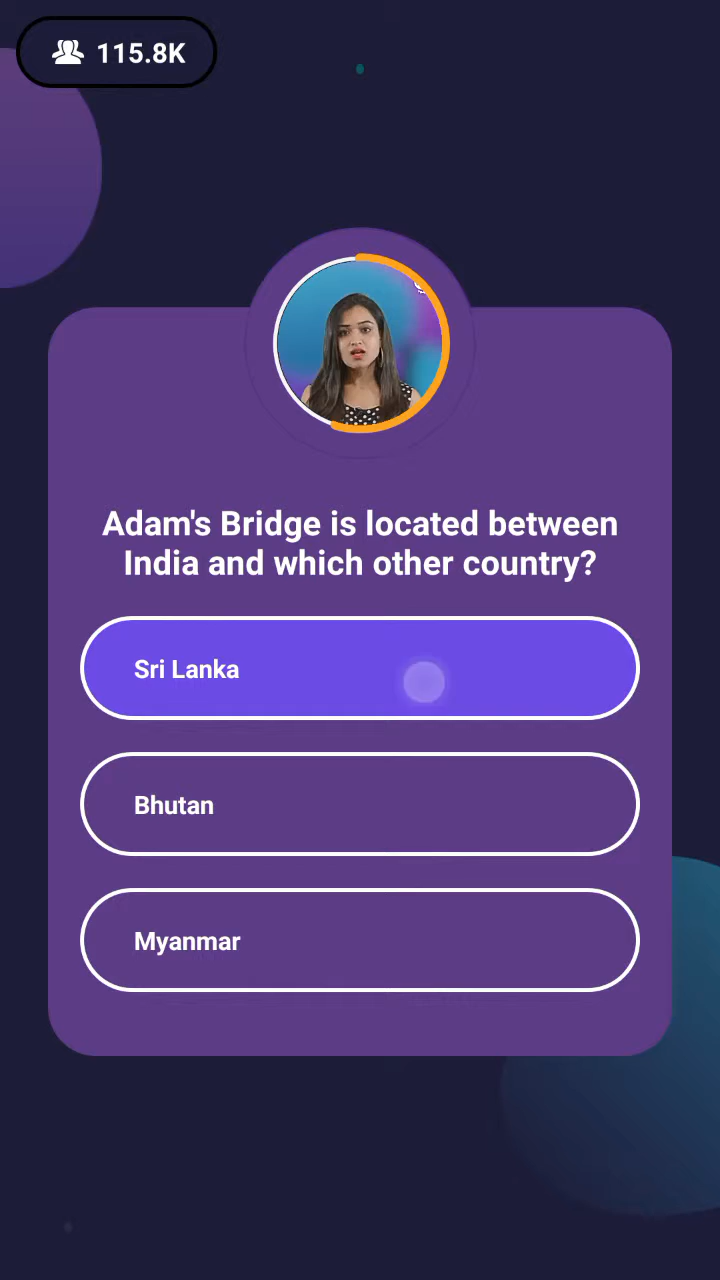 115.8K
Adam's Bridge is located between
India and which other country?
Sri Lanka
Bhutan
Myanmar